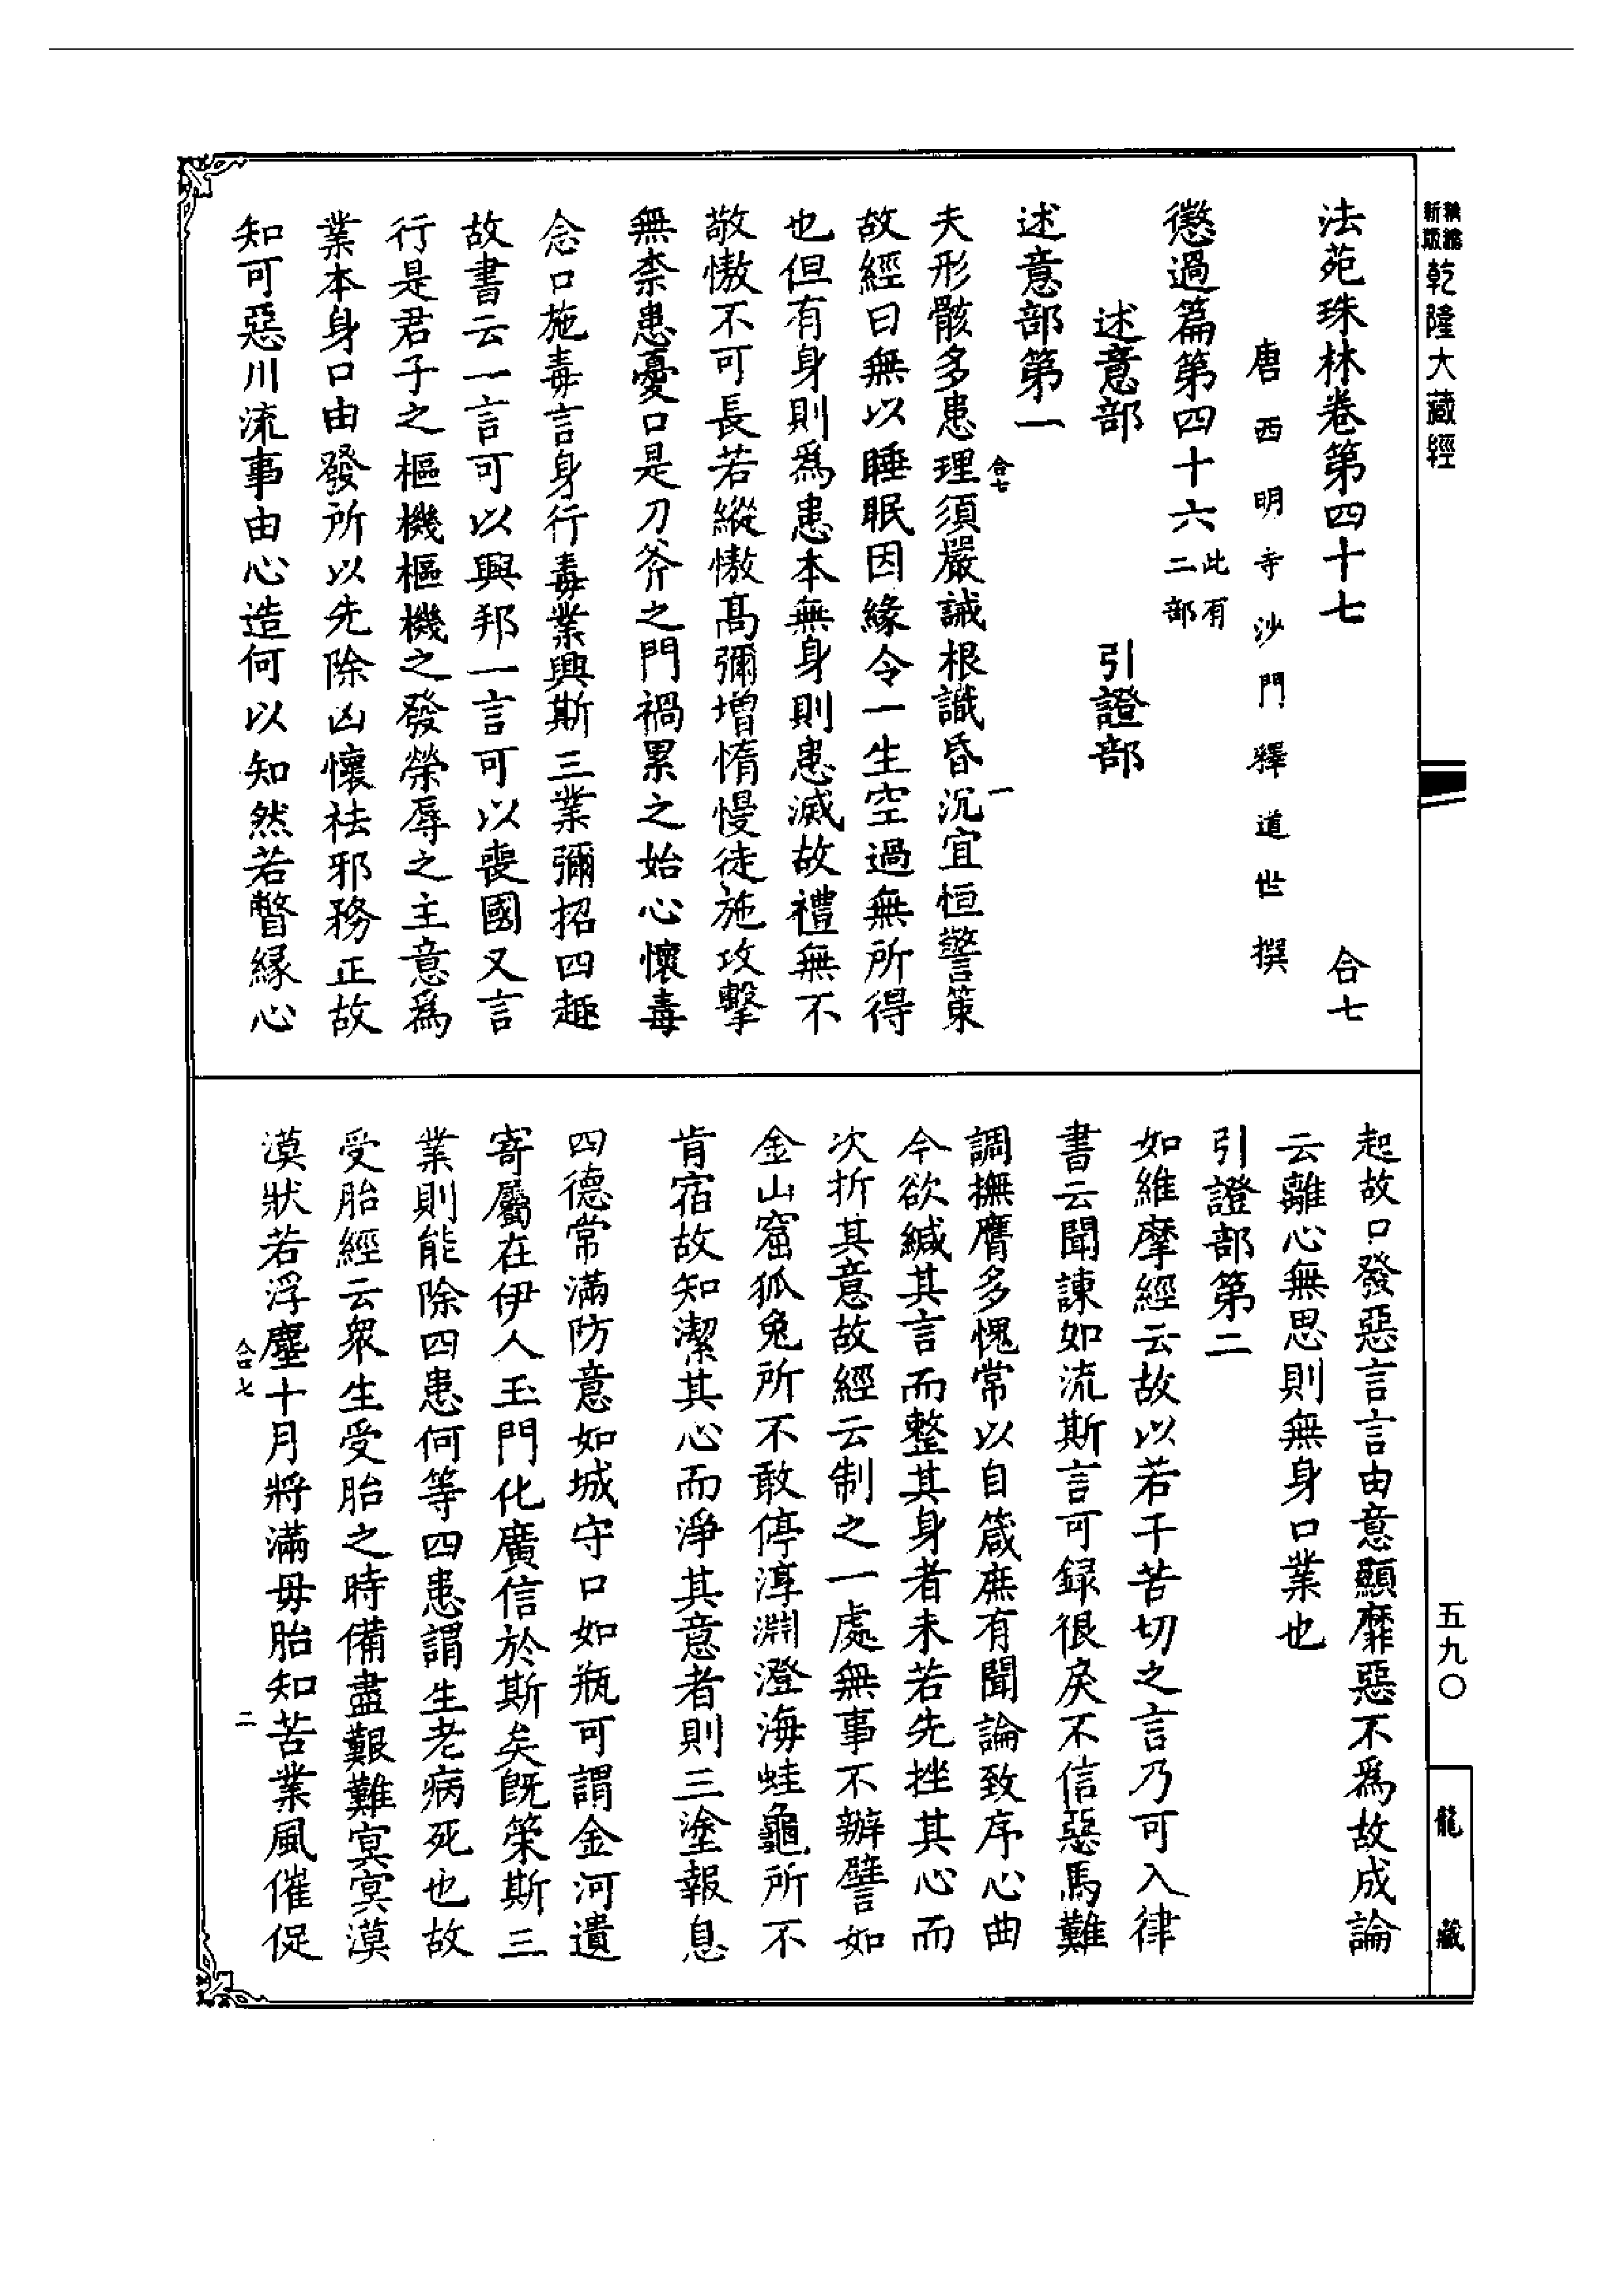 新縮
版編
乾隆大藏經
法苑珠林卷第四十七　合七
唐西明寺沙門釋道世撰
懲過篇第四十六此有二部
述意部　引證部
述意部第一
合七　一
夫形骸多患理須嚴誡根識昏沉宜恒警策
故經曰無以睡眠因緣令一生空過無所得
也但有身則為患本無身則患滅故禮無不
敬慠不可長若縱慠高彌增惰慢徒施攻擊
無柰患憂口是刀斧之門禍累之始心懷毒
念口施毒言身行毒業興斯三業彌招四趣
故書云一言可以興邦一言可以喪國又言
行是君子之樞機樞機之發榮辱之主意為
業本身口由發所以先除凶懷祛邪務正故
知可惡川流事由心造何以知然若瞥緣心
起故口發惡言言由意顯靡惡不為故成論
云離心無思則無身口業也
引證部第二
如維摩經云故以若干苦切之言乃可入律
書云聞諫如流斯言可録很戾不信惡馬難
調撫膺多愧常以自箴庶有聞論致序心曲
今欲緘其言而整其身者未若先挫其心而
次折其意故經云制之一處無事不辦譬如
金山窟狐兔所不敢停渟淵澄海蛙龜所不
肯宿故知潔其心而淨其意者則三塗報息
四德常滿防意如城守口如瓶可謂金河遺
寄屬在伊人玉門化廣信於斯矣旣策斯三
業則能除四患何等四患謂生老病死也故
受胎經云衆生受胎之時備盡艱難㝠㝠漠
漠狀若浮塵十月將滿毋胎知苦業風催促
合七　二
五九〇
龍藏